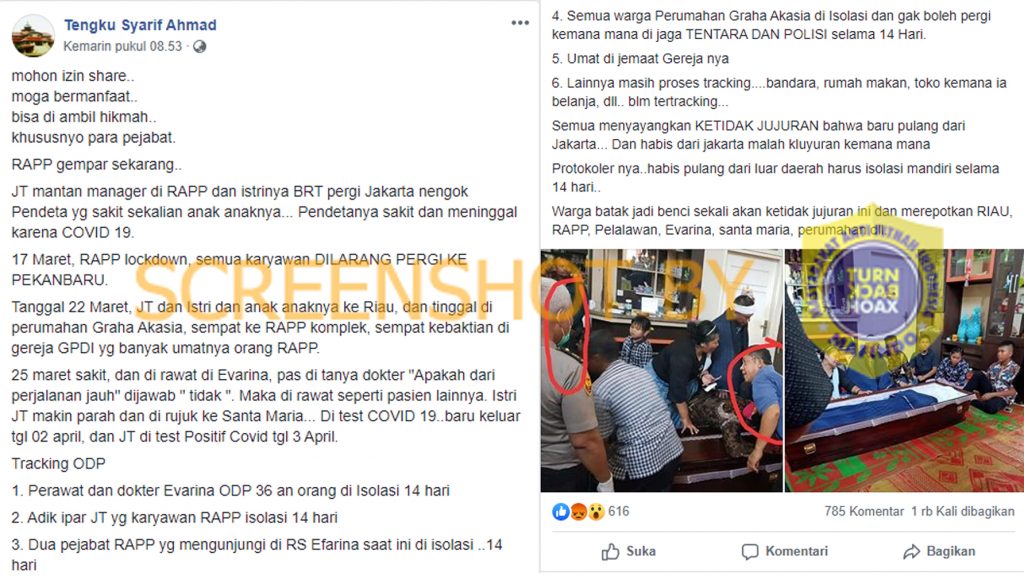 Tengku Syarif Ahmad
Kemarin pukul 08.53 ·
mohon izin share..
moga bermanfaat..
bisa di ambil hikmah..
khususnyo para pejabat.
RAPP gempar sekarang..
JT mantan manager di RAPP dan istrinya BRT pergi Jakarta nengok
Pendeta yg sakit sekalian anak anaknya... Pendetanya sakit dan meninggal
karena COVID 19.
17 Maret, RAPP lockdown, semua karyawan DILARANG PERGI KE
PEKANBARU.
Tanggal 22 Maret, JT dan Istri dan anak anaknya ke Riau, dan tinggal di
perumahan Graha Akasia, sempat ke RAPP komplek, sempat kebaktian di
gereja GPDI yg banyak umatnya orang RAPP.
25 maret sakit, dan di rawat di Evarina, pas di tanya dokter "Apakah dari
perjalanan jauh" dijawab " tidak ". Maka di rawat seperti pasien lainnya. Istri
JT makin parah dan di rujuk ke Santa Maria... Di test COVID 19..baru keluar
tgl 02 april, dan JT di test Positif Covid tgl 3 April.
Tracking ODP
1. Perawat dan dokter Evarina ODP 36 an orang di Isolasi 14 hari
2. Adik ipar JT yg karyawan RAPP isolasi 14 hari
3. Dua pejabat RAPP yg mengunjungi di RS Efarina saat ini di isolasi ..14
hari
4. Semua warga Perumahan Graha Akasia di Isolasi dan gak boleh pergi
kemana mana di jaga TENTARA DAN POLISI selama 14 Hari.
5. Umat di jemaat Gereja nya
6. Lainnya masih proses tracking....bandara, rumah makan, toko kemana ia
belanja, dll.. blm tertracking...
Semua menyayangkan KETIDAK JUJURAN bahwa baru pulang dari
Jakarta... Dan habis dari jakarta malah kluyuran kemana mana
Protokoler nya..habis pulang dari luar daerah harus isolasi mandiri selama
14 hari..
Warga batak jadi benci sekali akan ketidak jujuran ini dan merepotkan RIAU,
RAPP, Pelalawan, Evarina, santa maria, perumahan dll.
SCREENSHOT BY
TURN
BACK
HOAX
MAFINDO
616
785 Komentar 1 rb Kali dibagikan
Suka
Komentari
Bagikan